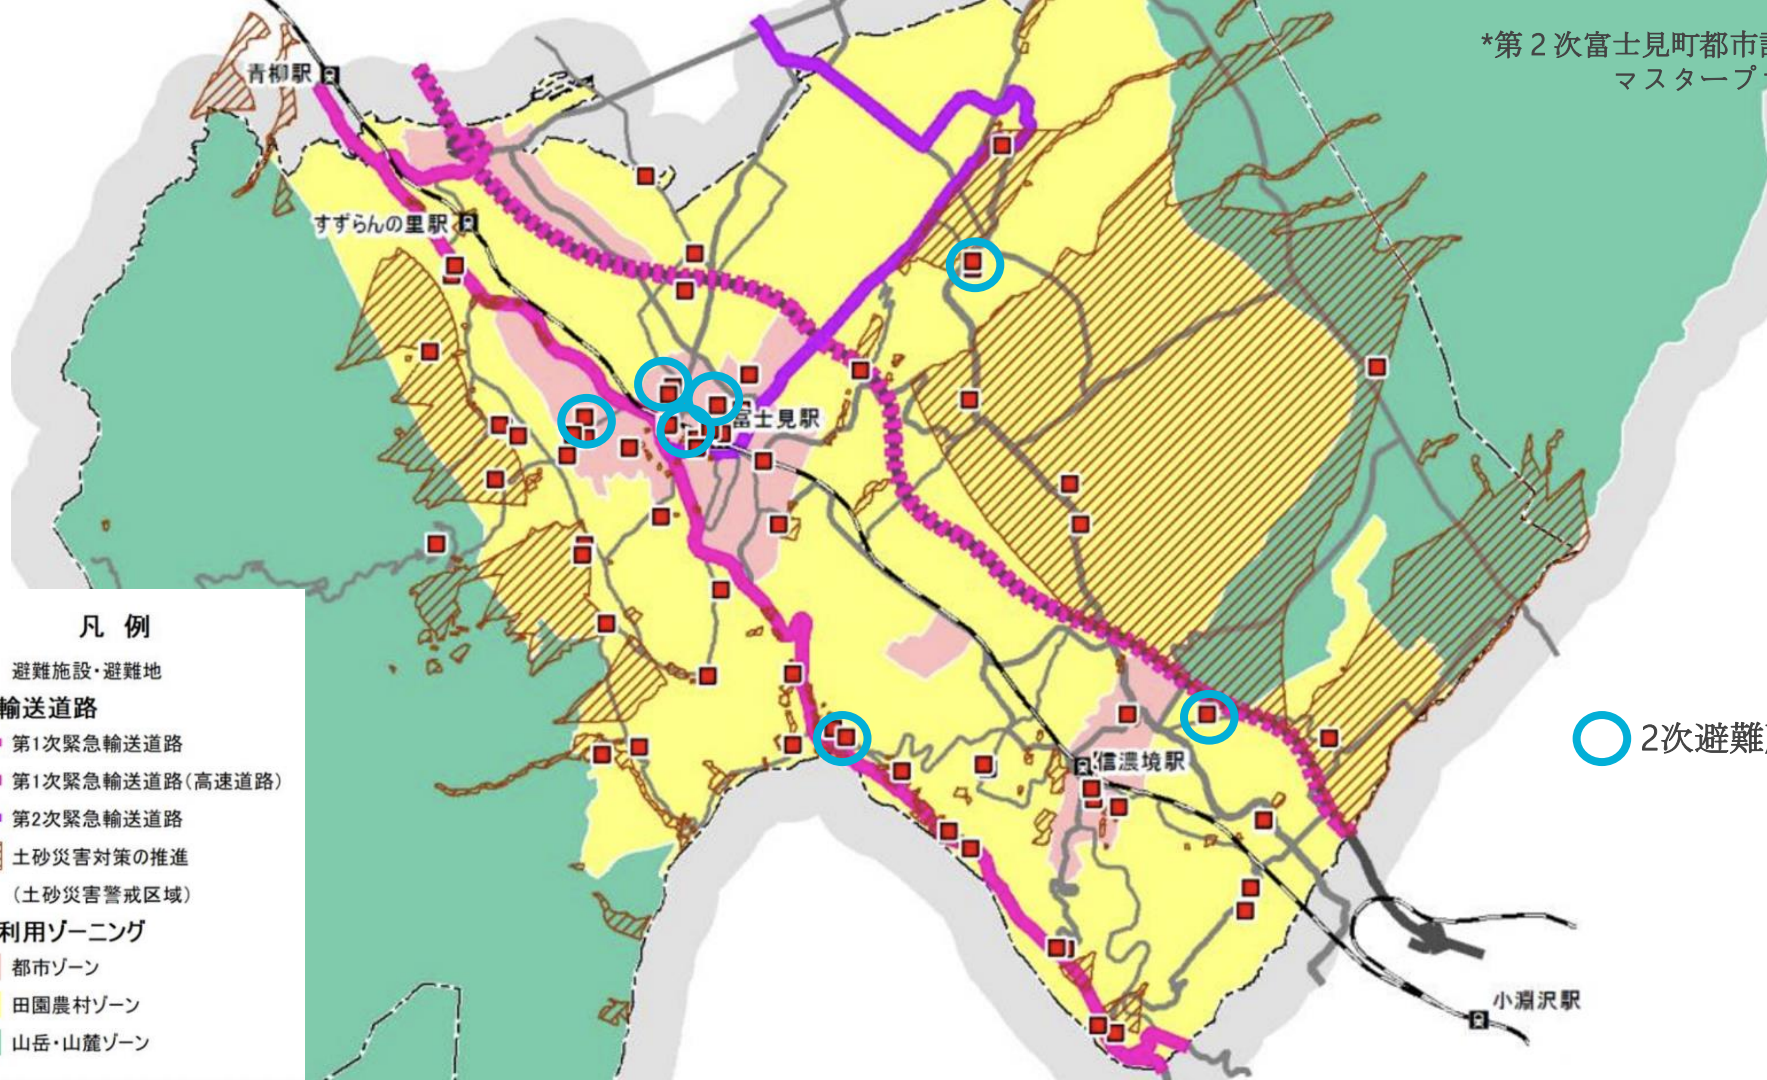 *第２次富士見町都市計
マスタープ
青柳駅
すずらんの里駅
富士見駅
信濃境駅
小淵沢駅
2次避難
凡 例
避難施設・避難地
輸送道路
第1次緊急輸送道路
第1次緊急輸送道路(高速道路)
第2次緊急輸送道路
土砂災害対策の推進
(土砂災害警戒区域)
利用ゾーニング
都市ゾーン
田園農村ゾーン
山岳・山麓ゾーン